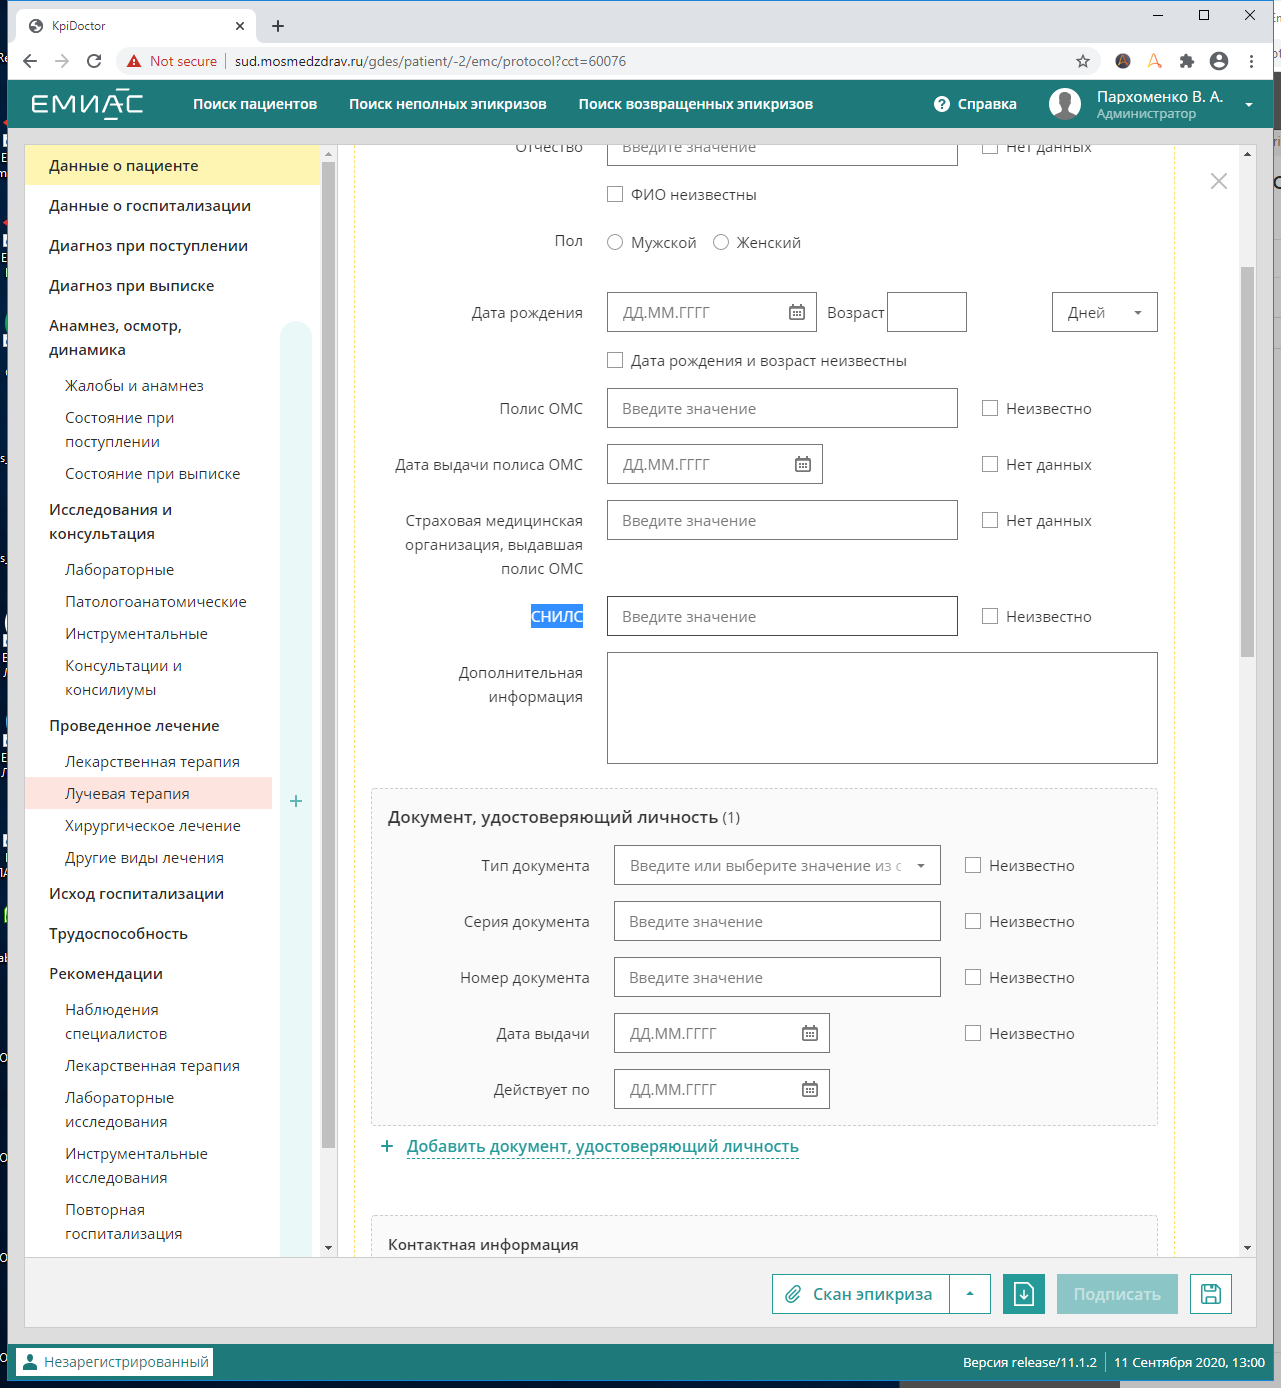 KpiDoctor
Not secure
sud.mosmedzdrav.ru/gdes/patient/-2/emc/protocol?cct=60076
ЕМИАС
Поиск пациентов
Поиск неполных эпикризов
Поиск возвращенных эпикризов
Справка
Пархоменко В. А.
Администратор
Данные о пациенте
Данные о госпитализации
Диагноз при поступлении
Диагноз при выписке
Анамнез, осмотр,
динамика
Жалобы и анамнез
Состояние при
поступлении
Состояние при выписке
Исследования и
консультация
Лабораторные
Патологоанатомические
Инструментальные
Консультации и
консилиумы
Проведенное лечение
Лекарственная терапия
Лучевая терапия
Хирургическое лечение
Другие виды лечения
Исход госпитализации
Трудоспособность
Рекомендации
Наблюдения
специалистов
Лекарственная терапия
Лабораторные
исследования
Инструментальные
исследования
Повторная
госпитализация
Отчество
Введите значение
Нет данных
ФИО неизвестны
Пол
Мужской
Женский
Дата рождения
ДД.ММ.ГГГГ
Возраст
Дней
Дата рождения и возраст неизвестны
Полис ОМС
Введите значение
Неизвестно
Дата выдачи полиса ОМС
ДД.ММ.ГГГГ
Нет данных
Страховая медицинская
организация, выдавшая
полис ОМС
Введите значение
Нет данных
СНИЛС
Введите значение
Неизвестно
Дополнительная
информация
Документ, удостоверяющий личность (1)
Тип документа
Введите или выберите значение из с
Неизвестно
Серия документа
Введите значение
Неизвестно
Номер документа
Введите значение
Неизвестно
Дата выдачи
ДД.ММ.ГГГГ
Неизвестно
Действует по
ДД.ММ.ГГГГ
+ Добавить документ, удостоверяющий личность
Контактная информация
Скан эпикриза
Подписать
Незарегистрированный
Версия release/11.1.2
11 Сентября 2020, 13:00